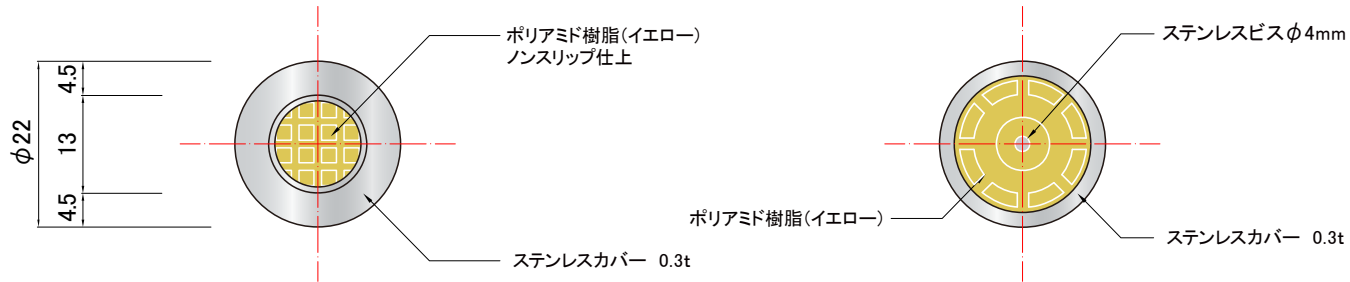 ポリアミド樹脂(イエロー)
ノンスリップ仕上
φ22
4.5
13
4.5
ステンレスカバー 0.3t
ステンレスビスφ4mm
ポリアミド樹脂(イエロー)
ステンレスカバー 0.3t